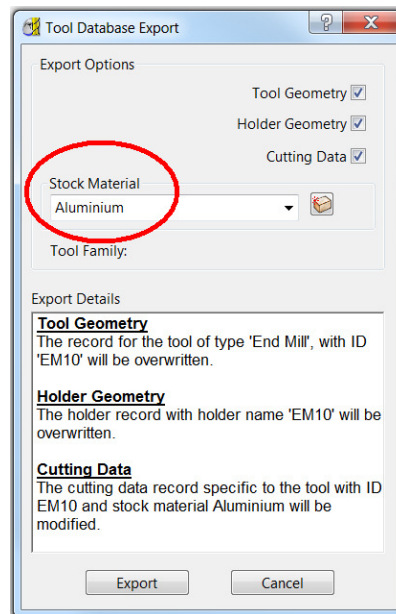 Tool Database Export
Export Options
Tool Geometry
Holder Geometry
Cutting Data
Stock Material
Aluminium
Tool Family:
Export Details
Tool Geometry
The record for the tool of type 'End Mill', with ID
'EM10' will be overwritten.
Holder Geometry
The holder record with holder name 'EM10' will be
overwritten.
Cutting Data
The cutting data record specific to the tool with ID
EM10 and stock material Aluminium will be
modified.
Export
Cancel